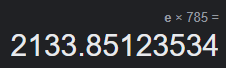 e × 785 =
2133.85123534